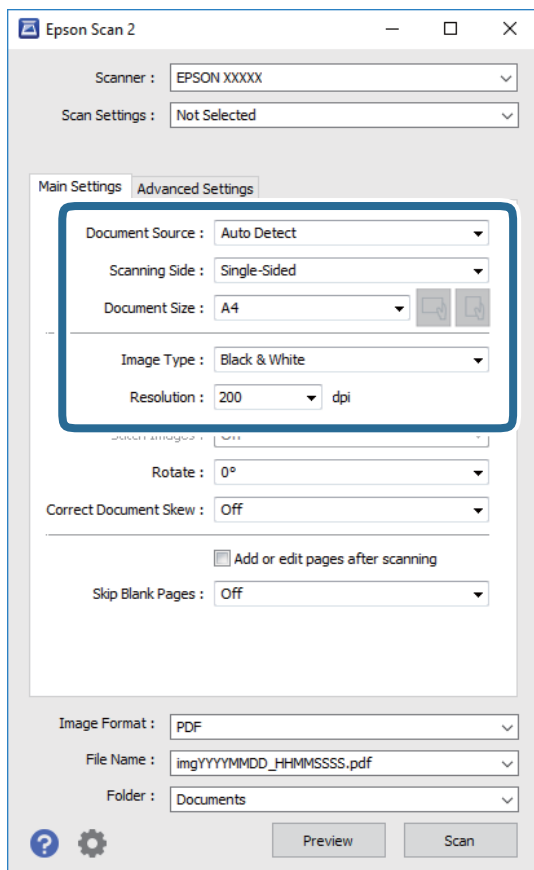 Epson Scan 2
Scanner : EPSON XXXXX
Scan Settings : Not Selected
Main Settings Advanced Settings
Document Source : Auto Detect
Scanning Side : Single-Sided
Document Size : A4
Image Type : Black & White
Resolution : 200 dpi
Stitch Images : Off
Rotate : 0°
Correct Document Skew : Off
Add or edit pages after scanning
Skip Blank Pages : Off
Image Format : PDF
File Name : imgYYYYMMDD_HHMMSSSS.pdf
Folder : Documents
? Preview Scan